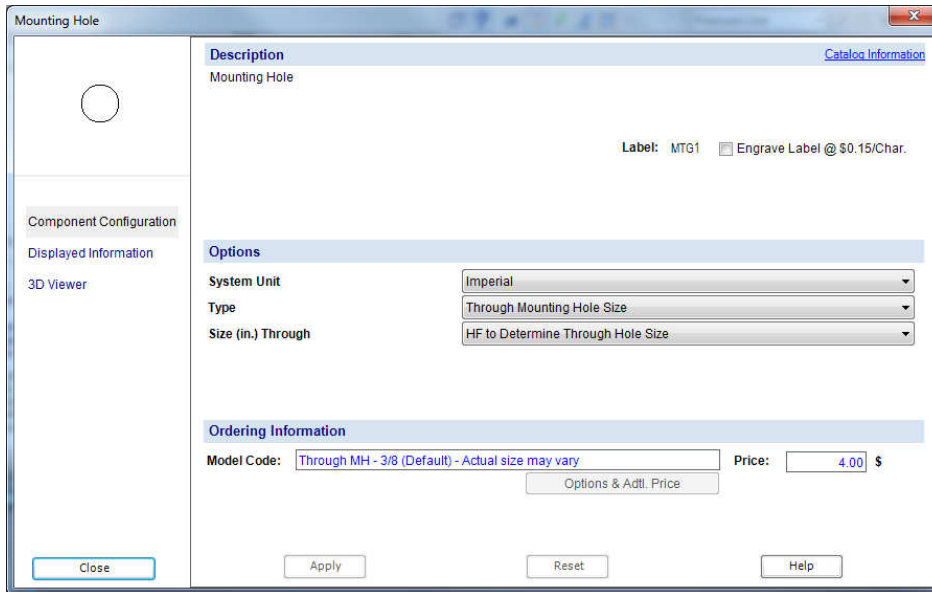 Mounting Hole
Description
Catalog Information
Mounting Hole
Label: MTG1 Engrave Label @ $0.15/Char.
Component Configuration
Displayed Information
3D Viewer
Options
System Unit Imperial
Type Through Mounting Hole Size
Size (in.) Through HF to Determine Through Hole Size
Ordering Information
Model Code: Through MH - 3/8 (Default) - Actual size may vary Price: 4.00 $
Options & Adtl. Price
Close Apply Reset Help